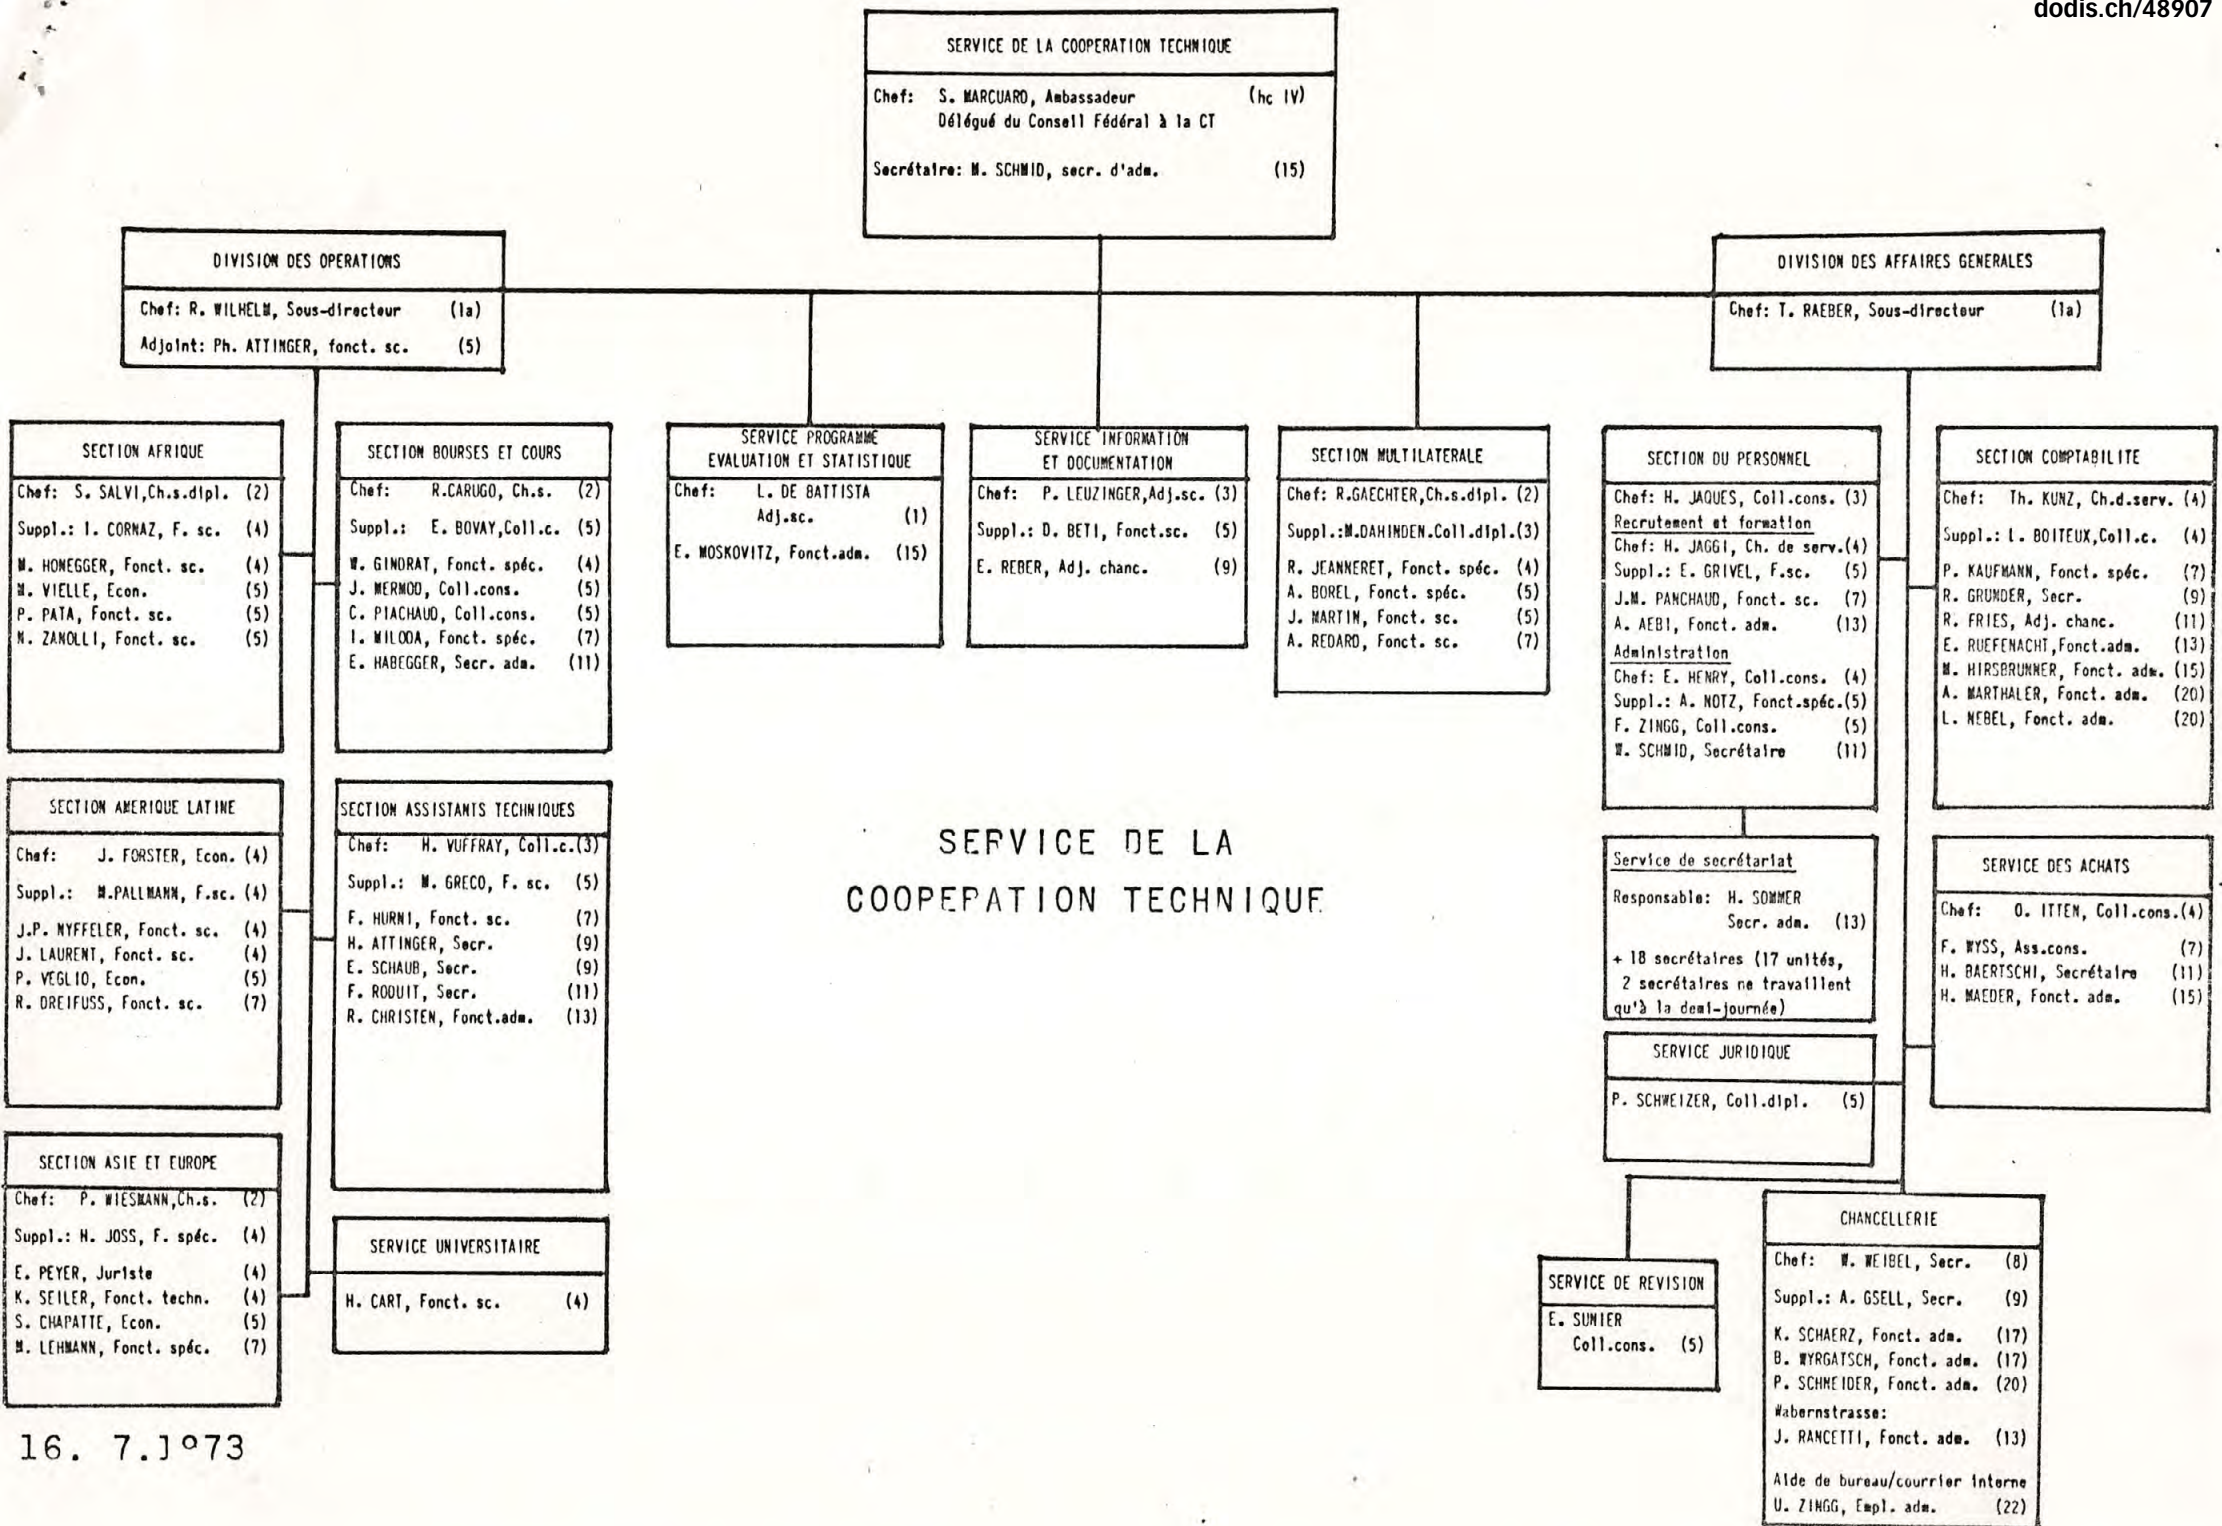 dodis.ch/48907
SERVICE DE LA COOPERATION TECHNIQUE
Chef: S. MARCUARD, Ambassadeur (hc IV)
Délégué du Conseil Fédéral à la CT
Secrétaire: M. SCHMID, secr. d'adm. (15)
DIVISION DES OPERATIONS
Chef: R. WILHELM, Sous-directeur (1a)
Adjoint: Ph. ATTINGER, fonct. sc. (5)
DIVISION DES AFFAIRES GENERALES
Chef: T. RAEBER, Sous-directeur (1a)
SECTION AFRIQUE
Chef: S. SALVI,Ch.s.dipl. (2)
Suppl.: I. CORNAZ, F. sc. (4)
M. HONEGGER, Fonct. sc. (4)
M. VIELLE, Econ. (5)
P. PATA, Fonct. sc. (5)
N. ZANOLLI, Fonct. sc. (5)
SECTION BOURSES ET COURS
Chef: R.CARUGO, Ch.s. (2)
Suppl.: E. BOVAY,Coll.c. (5)
W. GINDRAT, Fonct. spéc. (4)
J. MERMOD, Coll.cons. (5)
C. PIACHAUD, Coll.cons. (5)
I. MILODA, Fonct. spéc. (7)
E. HABEGGER, Secr. adm. (11)
SERVICE PROGRAMME
EVALUATION ET STATISTIQUE
Chef: L. DE BATTISTA
Adj.sc. (1)
E. MOSKOVITZ, Fonct.adm. (15)
SERVICE INFORMATION
ET DOCUMENTATION
Chef: P. LEUZINGER,Adj.sc. (3)
Suppl.: D. BETI, Fonct.sc. (5)
E. REBER, Adj. chanc. (9)
SECTION MULTILATERALE
Chef: R.GAECHTER,Ch.s.dipl. (2)
Suppl.:M.DAHINDEN.Coll.dipl.(3)
R. JEANNERET, Fonct. spéc. (4)
A. BOREL, Fonct. spéc. (5)
J. MARTIN, Fonct. sc. (5)
A. REDARD, Fonct. sc. (7)
SECTION DU PERSONNEL
Chef: H. JAQUES, Coll.cons. (3)
Recrutement et formation
Chef: H. JAGGI, Ch. de serv.(4)
Suppl.: E. GRIVEL, F.sc. (5)
J.M. PANCHAUD, Fonct. sc. (7)
A. AEBI, Fonct. adm. (13)
Administration
Chef: E. HENRY, Coll.cons. (4)
Suppl.: A. NOTZ, Fonct.spéc.(5)
F. ZINGG, Coll.cons. (5)
W. SCHMID, Secrétaire (11)
SECTION COMPTABILITE
Chef: Th. KUNZ, Ch.d.serv. (4)
Suppl.: L. BOITEUX,Coll.c. (4)
P. KAUFMANN, Fonct. spéc. (7)
R. GRUNDER, Secr. (9)
R. FRIES, Adj. chanc. (11)
E. RUEFENACHT,Fonct.adm. (13)
M. HIRSBRUNNER, Fonct. adm. (15)
A. MARTHALER, Fonct. adm. (20)
L. NEBEL, Fonct. adm. (20)
SECTION AMERIQUE LATINE
Chef: J. FORSTER, Econ. (4)
Suppl.: M.PALLMANN, F.sc. (4)
J.P. NYFFELER, Fonct. sc. (4)
J. LAURENT, Fonct. sc. (4)
P. VEGLIO, Econ. (5)
R. DREIFUSS, Fonct. sc. (7)
SECTION ASSISTANTS TECHNIQUES
Chef: H. VUFFRAY, Coll.c.(3)
Suppl.: M. GRECO, F. sc. (5)
F. HURNI, Fonct. sc. (7)
H. ATTINGER, Secr. (9)
E. SCHAUB, Secr. (9)
F. RODUIT, Secr. (11)
R. CHRISTEN, Fonct.adm. (13)
SERVICE DE LA
COOPERATION TECHNIQUE
Service de secrétariat
Responsable: H. SOMMER
Secr. adm. (13)
+ 18 secrétaires (17 unités,
2 secrétaires ne travaillent
qu'à la demi-journée)
SERVICE DES ACHATS
Chef: O. ITTEN, Coll.cons.(4)
F. WYSS, Ass.cons. (7)
H. BAERTSCHI, Secrétaire (11)
H. MAEDER, Fonct. adm. (15)
SERVICE JURIDIQUE
P. SCHWEIZER, Coll.dipl. (5)
SECTION ASIE ET EUROPE
Chef: P. WIESMANN,Ch.s. (2)
Suppl.: H. JOSS, F. spéc. (4)
E. PEYER, Juriste (4)
K. SEILER, Fonct. techn. (4)
S. CHAPATTE, Econ. (5)
M. LEHMANN, Fonct. spéc. (7)
SERVICE UNIVERSITAIRE
H. CART, Fonct. sc. (4)
SERVICE DE REVISION
E. SUNIER
Coll.cons. (5)
CHANCELLERIE
Chef: W. WEIBEL, Secr. (8)
Suppl.: A. GSELL, Secr. (9)
K. SCHAERZ, Fonct. adm. (17)
B. WYRGATSCH, Fonct. adm. (17)
P. SCHNEIDER, Fonct. adm. (20)
Wabernstrasse:
J. RANCETTI, Fonct. adm. (13)
Aide de bureau/courrier interne
U. ZINGG, Empl. adm. (22)
16. 7.1973